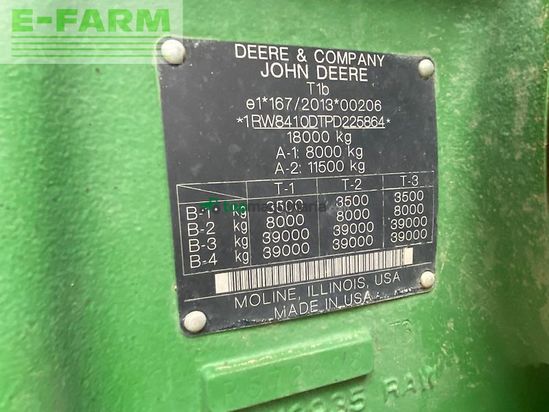 E-FARM
DEERE & COMPANY
JOHN DEERE
T1b
e1*167/2013*00206
*1RW8410DTPD225864*
18000 kg
A-1: 8000 kg
A-2: 11500 kg
T-1 T-2 T-3
B-1 kg 3500 3500 3500
B-2 kg 8000 8000 8000
B-3 kg 39000 39000 39000
B-4 kg 39000 39000 39000
MOLINE, ILLINOIS, USA
MADE IN USA